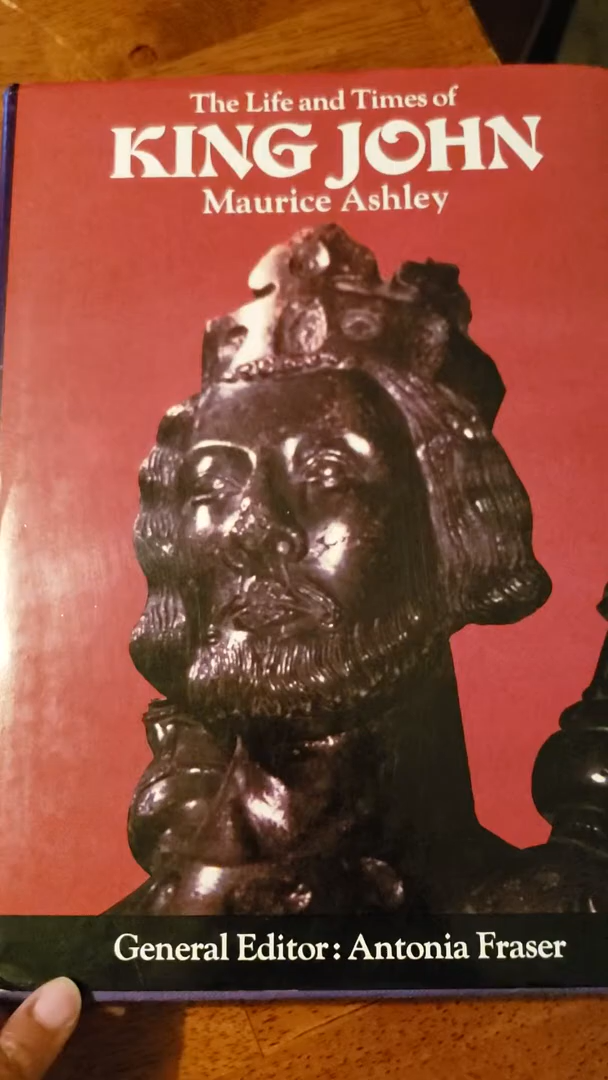 The Life and Times of
KING JOHN
Maurice Ashley
General Editor: Antonia Fraser